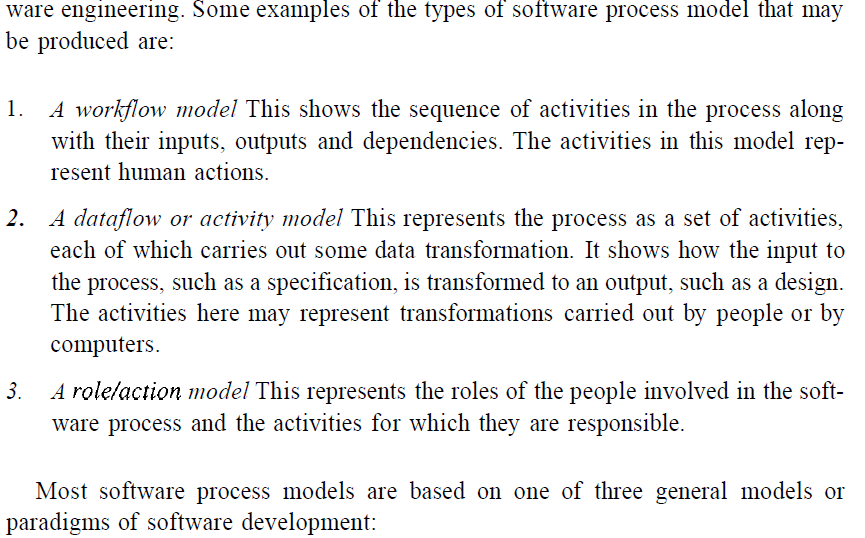 ware engineering. Some examples of the types of software process model that may
be produced are:
1. A workflow model This shows the sequence of activities in the process along
with their inputs, outputs and dependencies. The activities in this model rep-
resent human actions.
2. A dataflow or activity model This represents the process as a set of activities,
each of which carries out some data transformation. It shows how the input to
the process, such as a specification, is transformed to an output, such as a design.
The activities here may represent transformations carried out by people or by
computers.
3. A role/action model This represents the roles of the people involved in the soft-
ware process and the activities for which they are responsible.
Most software process models are based on one of three general models or
paradigms of software development: